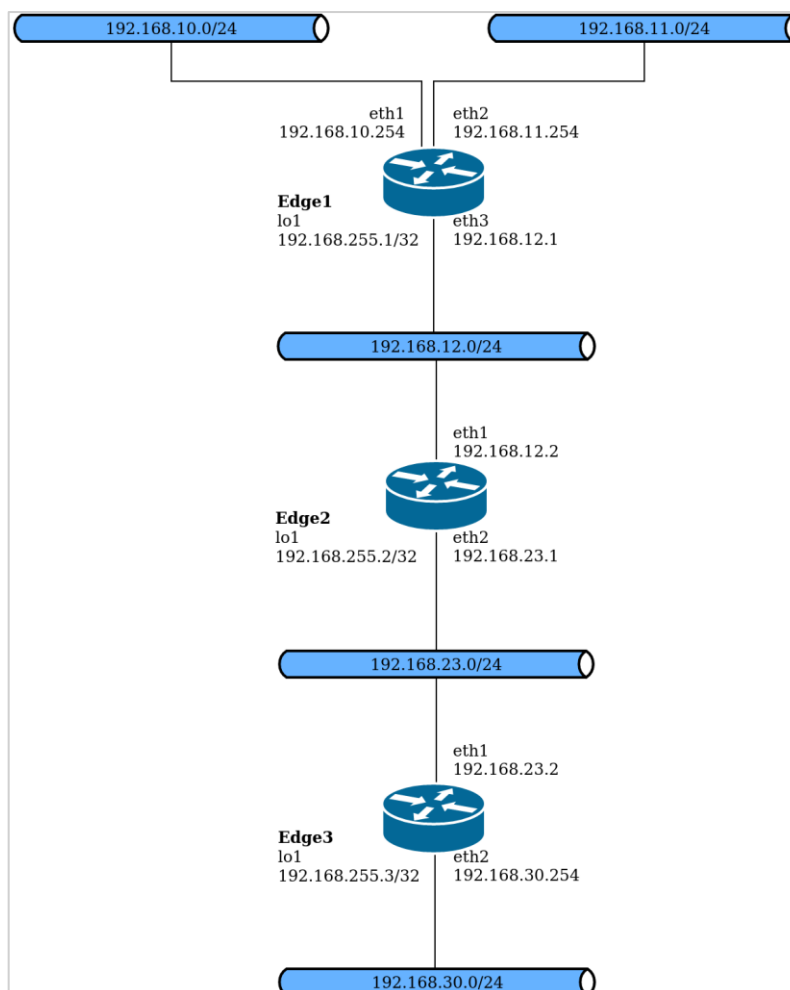 192.168.10.0/24
192.168.11.0/24
eth1
192.168.10.254
eth2
192.168.11.254
Edge1
lo1
192.168.255.1/32
eth3
192.168.12.1
192.168.12.0/24
eth1
192.168.12.2
Edge2
lo1
192.168.255.2/32
eth2
192.168.23.1
192.168.23.0/24
eth1
192.168.23.2
Edge3
lo1
192.168.255.3/32
eth2
192.168.30.254
192.168.30.0/24